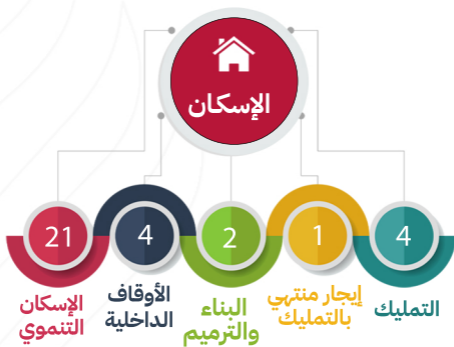 الإسكان
4
التمليك
1
إيجار منتهي
بالتمليك
2
البناء
والترميم
4
الأوقاف
الداخلية
21
الإسكان
التنموي